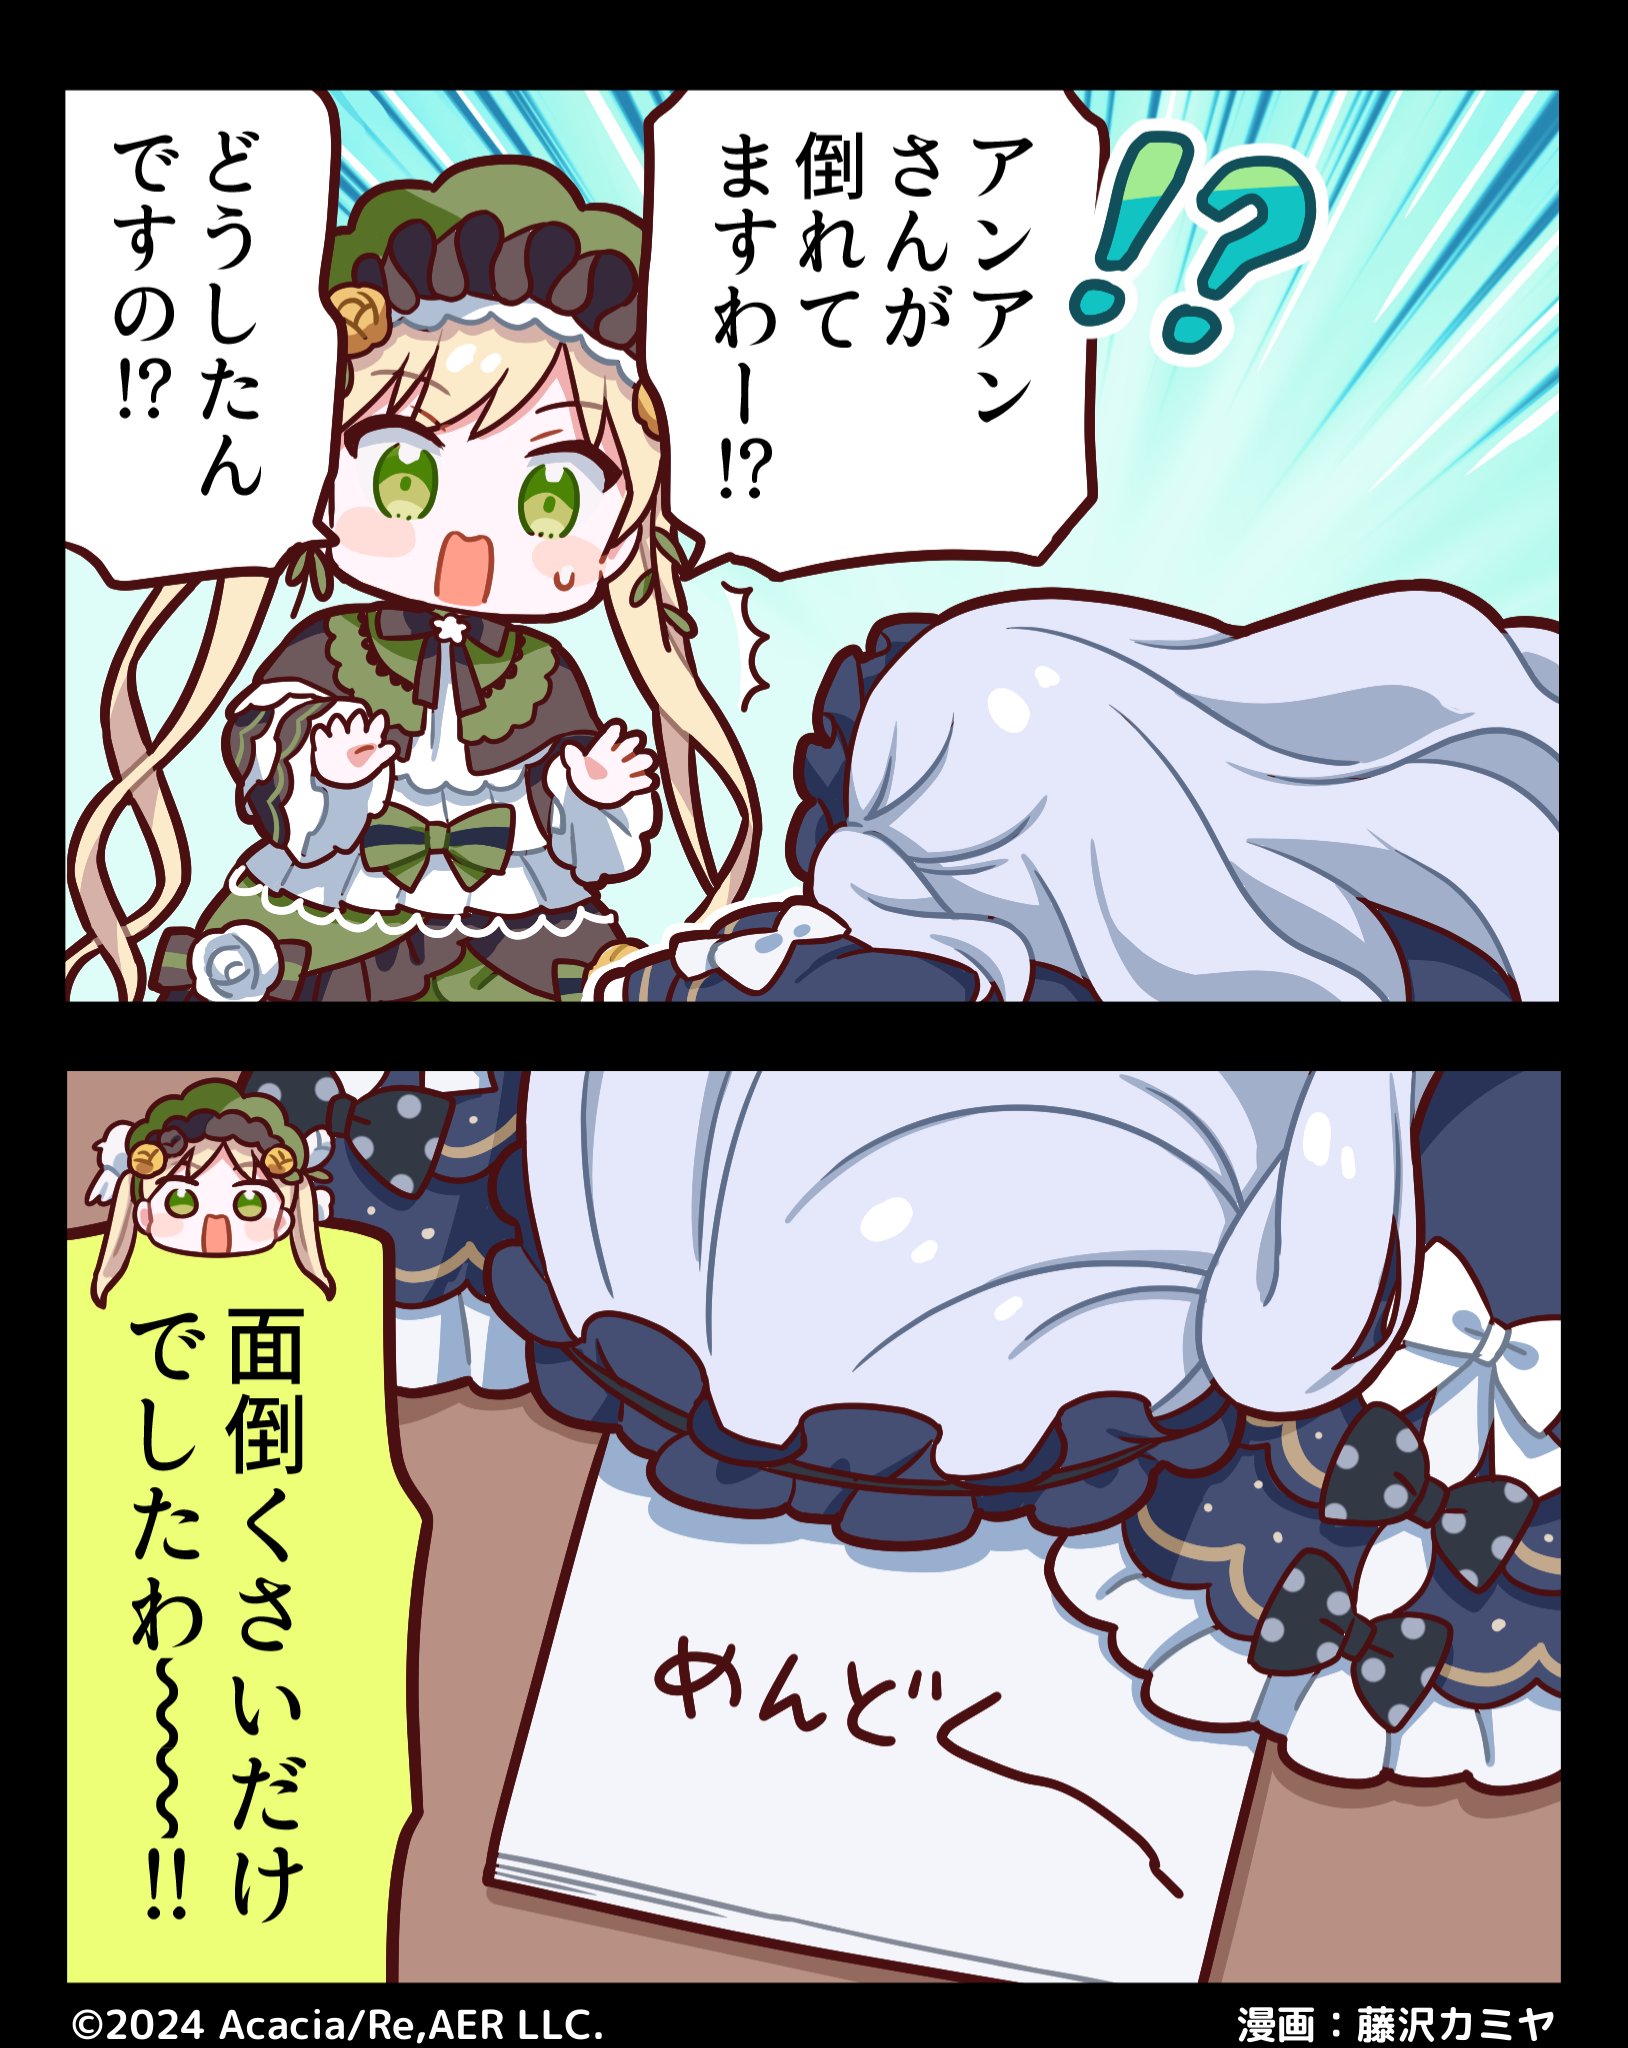 !?
アンアン
さんが
倒れて
ますわー!?
どうしたん
ですの!?
面倒くさいだけ
でしたわ〜〜〜!!
めんどく
©2024 Acacia/Re,AER LLC.
漫画：藤沢カミヤ